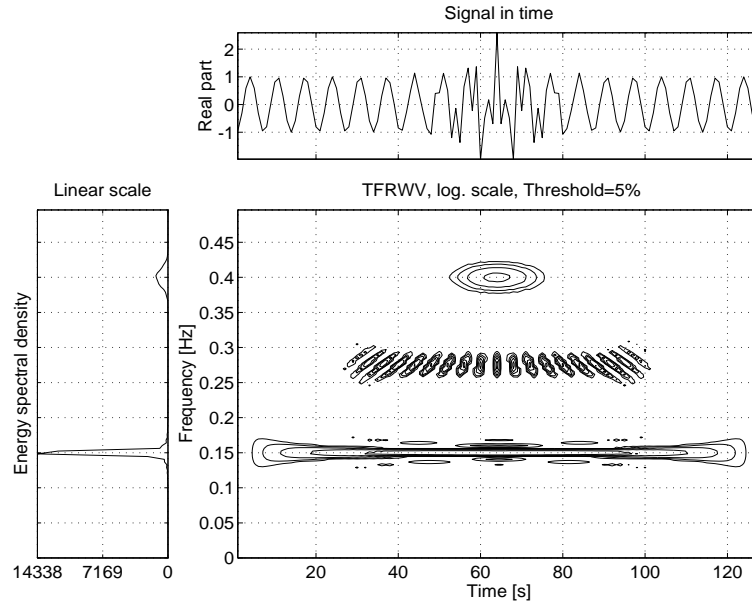 Signal in time
2
1
0
-1
Real part
Linear scale
TFRWV, log. scale, Threshold=5%
Energy spectral density
Frequency [Hz]
0.45
0.4
0.35
0.3
0.25
0.2
0.15
0.1
0.05
0
14338 7169 0
20 40 60 80 100 120
Time [s]